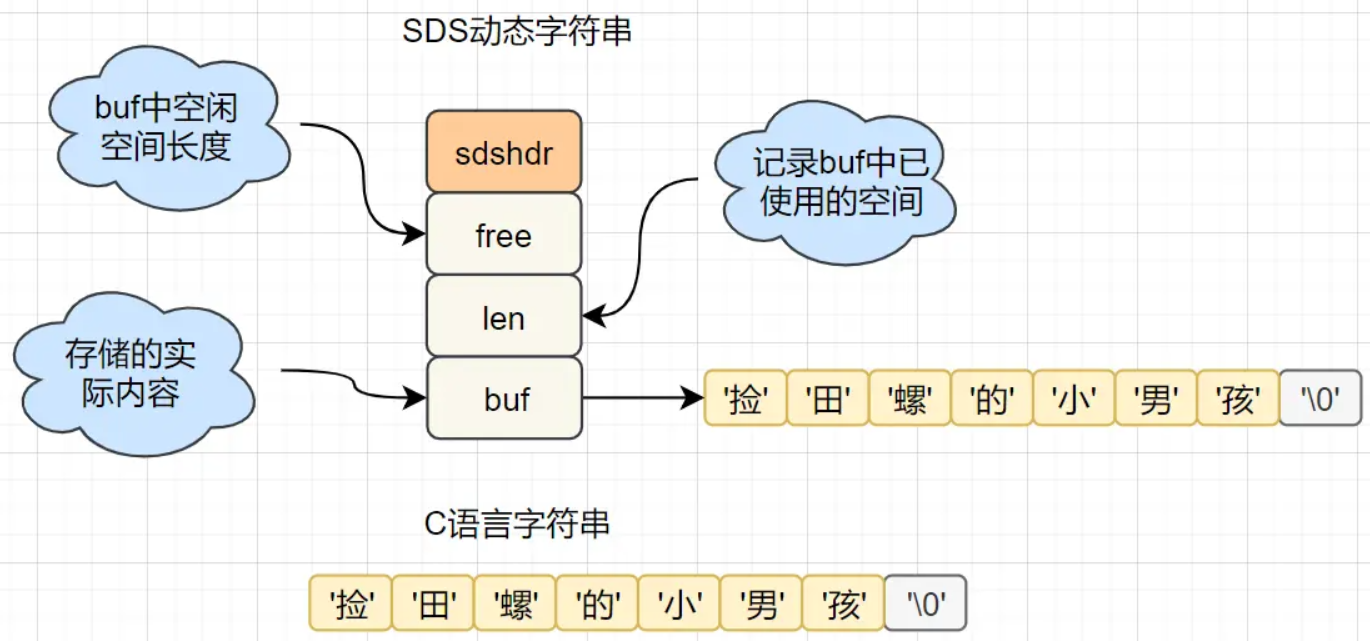 SDS动态字符串
buf中空闲
空间长度
sdshdr
记录buf中已
使用的空间
free
len
存储的实
际内容
buf
'捡' '田' '螺' '的' '小' '男' '孩' '\0'
C语言字符串
'捡' '田' '螺' '的' '小' '男' '孩' '\0'